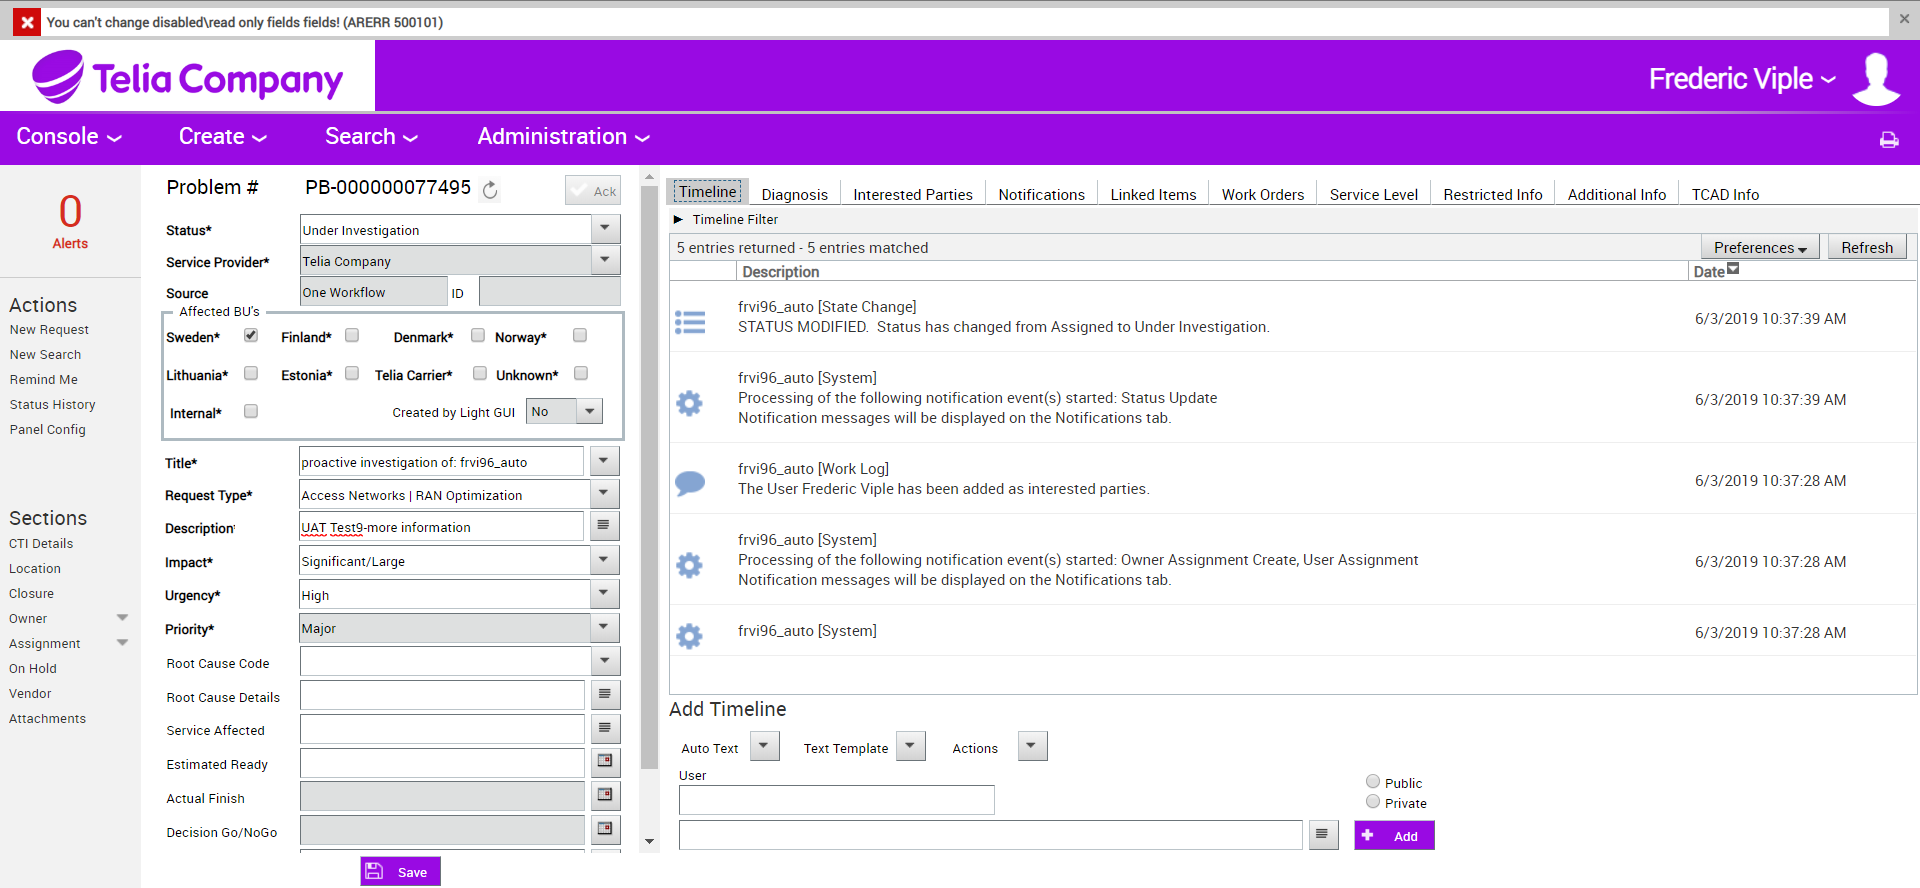 You can't change disabled\read only fields fields! (ARERR 500101)
Telia Company
Frederic Viple
Console
Create
Search
Administration
0
Alerts
Actions
New Request
New Search
Remind Me
Status History
Panel Config
Sections
CTI Details
Location
Closure
Owner
Assignment
On Hold
Vendor
Attachments
Problem # PB-000000077495 Ack
Status* Under Investigation
Service Provider* Telia Company
Source One Workflow ID
Affected BU's
Sweden* Finland* Denmark* Norway*
Lithuania* Estonia* Telia Carrier* Unknown*
Internal* Created by Light GUI No
Title* proactive investigation of: frvi96_auto
Request Type* Access Networks | RAN Optimization
Description UAT Test9-more information
Impact* Significant/Large
Urgency* High
Priority* Major
Root Cause Code
Root Cause Details
Service Affected
Estimated Ready
Actual Finish
Decision Go/NoGo
Save
Timeline Diagnosis Interested Parties Notifications Linked Items Work Orders Service Level Restricted Info Additional Info TCAD Info
Timeline Filter
5 entries returned - 5 entries matched Preferences Refresh
Description Date
frvi96_auto [State Change]
STATUS MODIFIED. Status has changed from Assigned to Under Investigation.
6/3/2019 10:37:39 AM
frvi96_auto [System]
Processing of the following notification event(s) started: Status Update
Notification messages will be displayed on the Notifications tab.
6/3/2019 10:37:39 AM
frvi96_auto [Work Log]
The User Frederic Viple has been added as interested parties.
6/3/2019 10:37:28 AM
frvi96_auto [System]
Processing of the following notification event(s) started: Owner Assignment Create, User Assignment
Notification messages will be displayed on the Notifications tab.
6/3/2019 10:37:28 AM
frvi96_auto [System]
6/3/2019 10:37:28 AM
Add Timeline
Auto Text Text Template Actions
User
Public
Private
Add